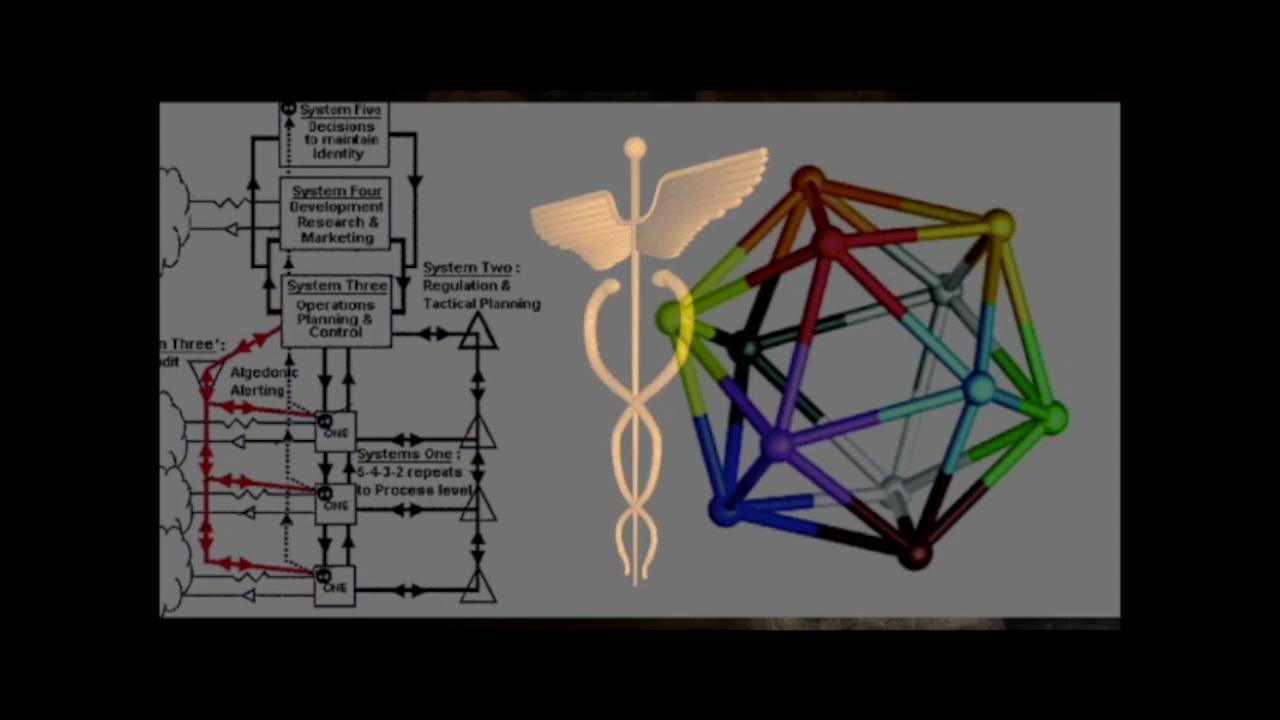 System Five
Decisions
to maintain
Identity
System Four
Development
Research &
Marketing
System Three
Operations
Planning &
Control
System Two :
Regulation &
Tactical Planning
n Three* :
dit
Algedonic
Alerting
ONE
Systems One :
5-4-3-2 repeats
to Process level
ONE
ONE